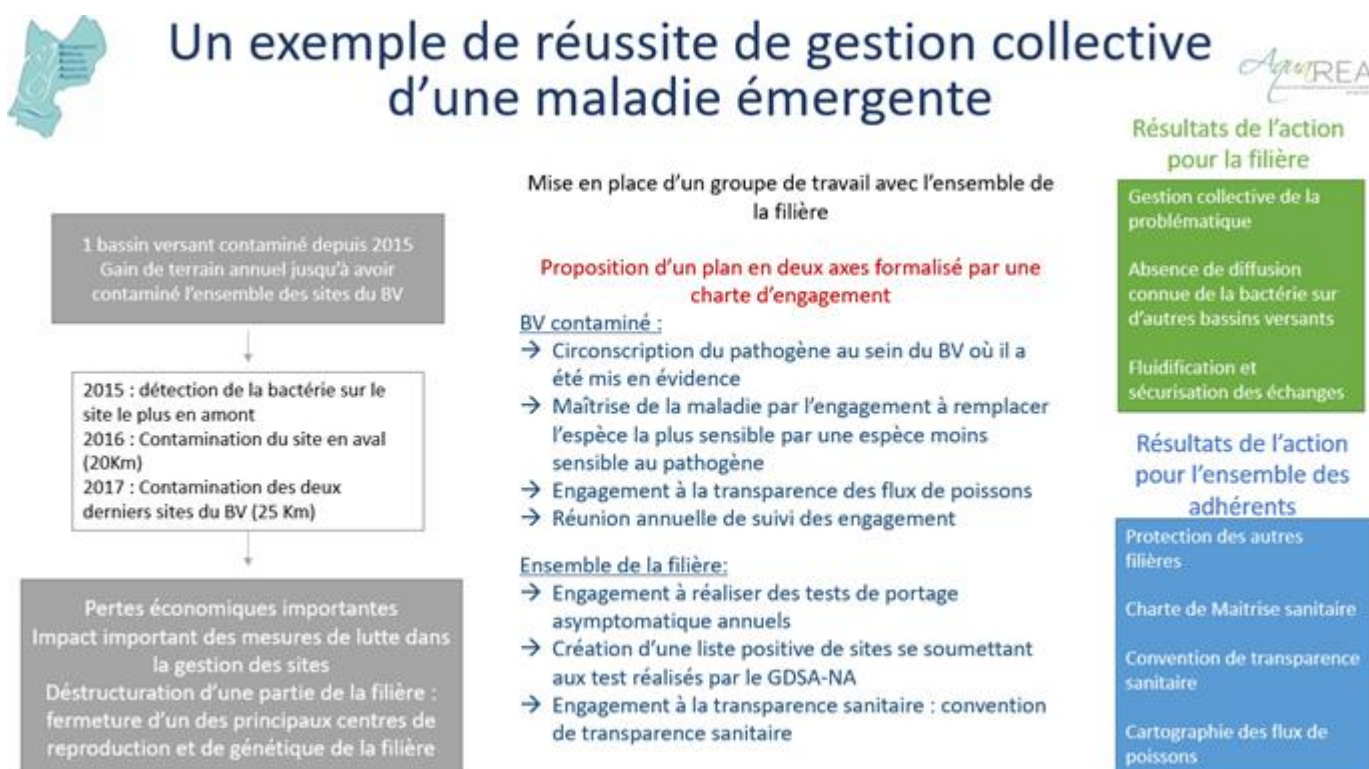 Un exemple de réussite de gestion collective
d’une maladie émergente
AquaREA
1 bassin versant contaminé depuis 2015
Gain de terrain annuel jusqu’à avoir
contaminé l’ensemble des sites du BV
2015 : détection de la bactérie sur le
site le plus en amont
2016 : Contamination du site en aval
(20Km)
2017 : Contamination des deux
derniers sites du BV (25 Km)
Pertes économiques importantes
Impact important des mesures de lutte dans
la gestion des sites
Déstructuration d’une partie de la filière :
fermeture d’un des principaux centres de
reproduction et de génétique de la filière
Mise en place d’un groupe de travail avec l’ensemble de
la filière
Proposition d’un plan en deux axes formalisé par une
charte d’engagement
BV contaminé :
→ Circonscription du pathogène au sein du BV où il a
été mis en évidence
→ Maîtrise de la maladie par l’engagement à remplacer
l’espèce la plus sensible par une espèce moins
sensible au pathogène
→ Engagement à la transparence des flux de poissons
→ Réunion annuelle de suivi des engagement
Ensemble de la filière:
→ Engagement à réaliser des tests de portage
asymptomatique annuels
→ Création d’une liste positive de sites se soumettant
aux test réalisés par le GDSA-NA
→ Engagement à la transparence sanitaire : convention
de transparence sanitaire
Résultats de l’action
pour la filière
Gestion collective de la
problématique
Absence de diffusion
connue de la bactérie sur
d’autres bassins versants
Fluidification et
sécurisation des échanges
Résultats de l’action
pour l’ensemble des
adhérents
Protection des autres
filières
Charte de Maitrise sanitaire
Convention de transparence
sanitaire
Cartographie des flux de
poissons